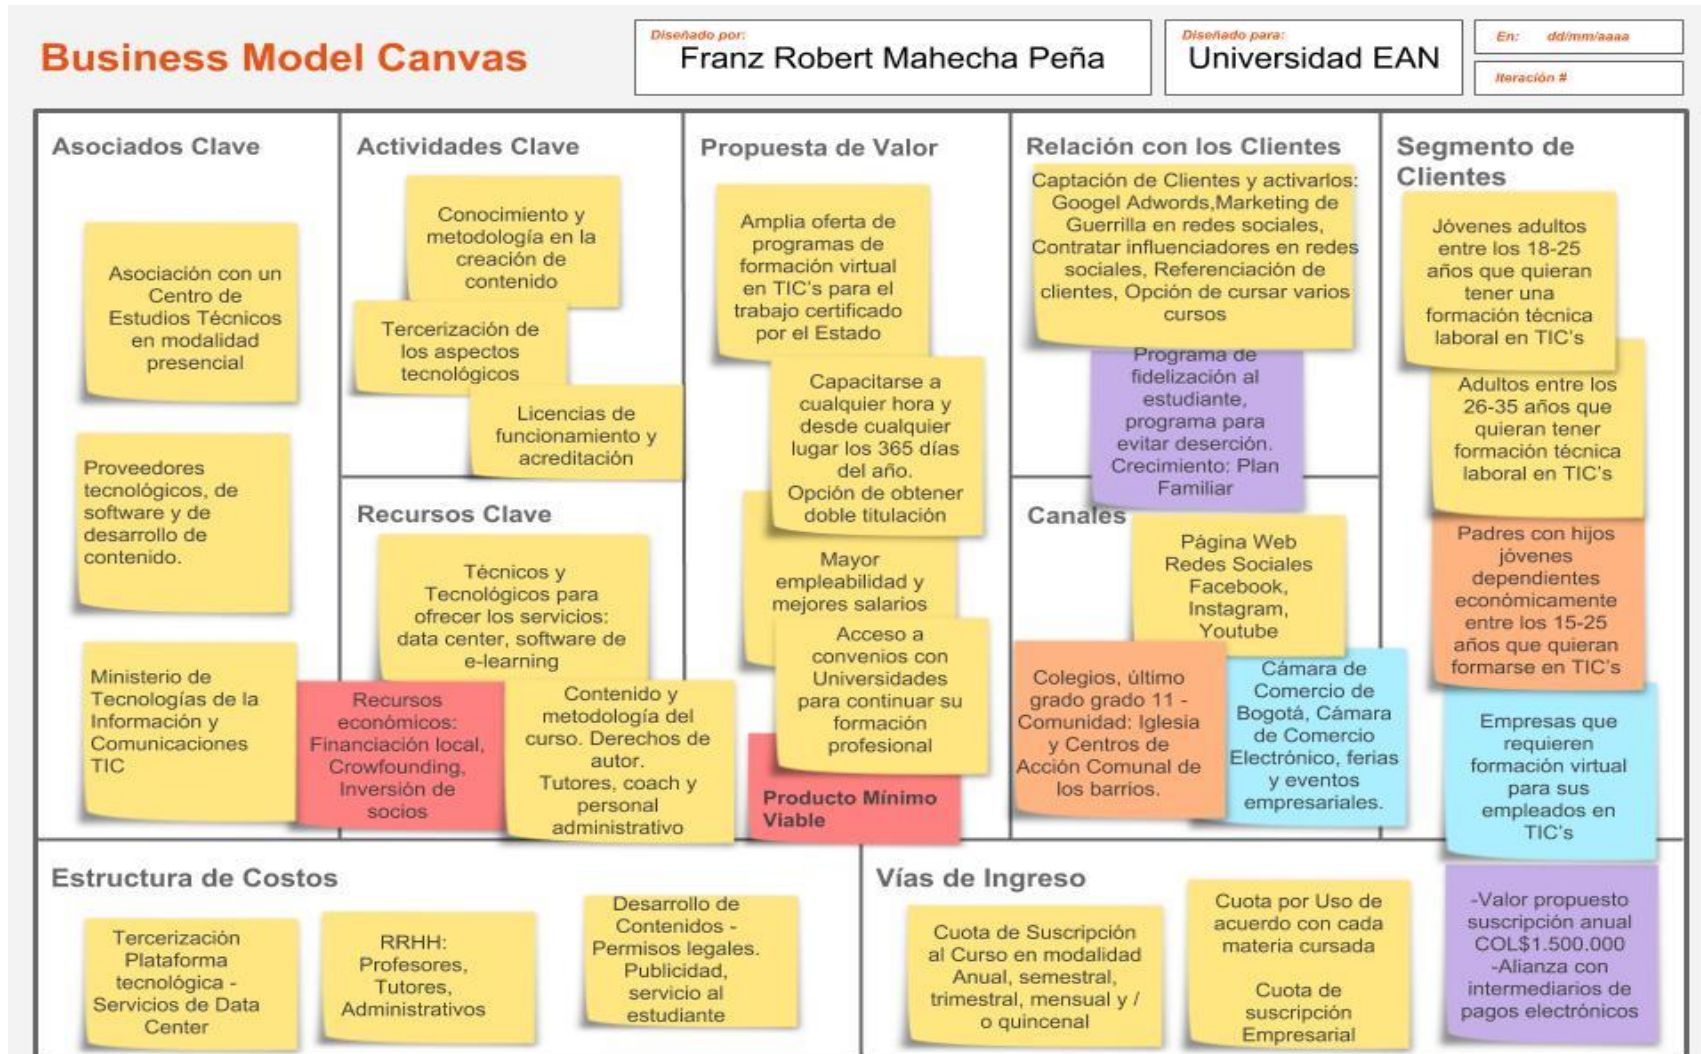 Business Model Canvas
Diseñado por:
Franz Robert Mahecha Peña
Diseñado para:
Universidad EAN
En: dd/mm/aaaa
Iteración #
Asociados Clave
Asociación con un
Centro de
Estudios Técnicos
en modalidad
presencial
Proveedores
tecnológicos, de
software y de
desarrollo de
contenido.
Ministerio de
Tecnologías de la
Información y
Comunicaciones
TIC
Actividades Clave
Conocimiento y
metodología en la
creación de
contenido
Tercerización de
los aspectos
tecnológicos
Licencias de
funcionamiento y
acreditación
Recursos Clave
Técnicos y
Tecnológicos para
ofrecer los servicios:
data center, software de
e-learning
Recursos
económicos:
Financiación local,
Crowfounding,
Inversión de
socios
Contenido y
metodología del
curso. Derechos de
autor.
Tutores, coach y
personal
administrativo
Propuesta de Valor
Amplia oferta de
programas de
formación virtual
en TIC's para el
trabajo certificado
por el Estado
Capacitarse a
cualquier hora y
desde cualquier
lugar los 365 días
del año.
Opción de obtener
doble titulación
Mayor
empleabilidad y
mejores salarios
Acceso a
convenios con
Universidades
para continuar su
formación
profesional
Producto Mínimo
Viable
Relación con los Clientes
Captación de Clientes y activarlos:
Googel Adwords,Marketing de
Guerrilla en redes sociales,
Contratar influenciadores en redes
sociales, Referenciación de
clientes, Opción de cursar varios
cursos
Programa de
fidelización al
estudiante,
programa para
evitar deserción.
Crecimiento: Plan
Familiar
Canales
Página Web
Redes Sociales
Facebook,
Instagram,
Youtube
Colegios, último
grado grado 11 -
Comunidad: Iglesia
y Centros de
Acción Comunal de
los barrios.
Cámara de
Comercio de
Bogotá, Cámara
de Comercio
Electrónico, ferias
y eventos
empresariales.
Segmento de
Clientes
Jóvenes adultos
entre los 18-25
años que quieran
tener una
formación técnica
laboral en TIC's
Adultos entre los
26-35 años que
quieran tener
formación técnica
laboral en TIC's
Padres con hijos
jóvenes
dependientes
económicamente
entre los 15-25
años que quieran
formarse en TIC's
Empresas que
requieren
formación virtual
para sus
empleados en
TIC's
Estructura de Costos
Tercerización
Plataforma
tecnológica -
Servicios de Data
Center
RRHH:
Profesores,
Tutores,
Administrativos
Desarrollo de
Contenidos -
Permisos legales.
Publicidad,
servicio al
estudiante
Vías de Ingreso
Cuota de Suscripción
al Curso en modalidad
Anual, semestral,
trimestral, mensual y /
o quincenal
Cuota por Uso de
acuerdo con cada
materia cursada
Cuota de
suscripción
Empresarial
-Valor propuesto
suscripción anual
COL$1.500.000
-Alianza con
intermediarios de
pagos electrónicos